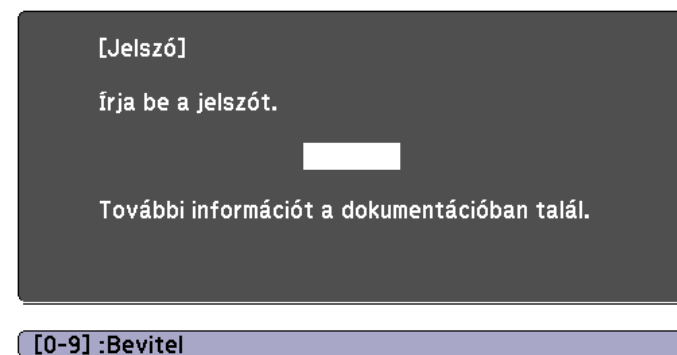 [Jelszó]
Írja be a jelszót.
További információt a dokumentációban talál.
[0-9] :Bevitel